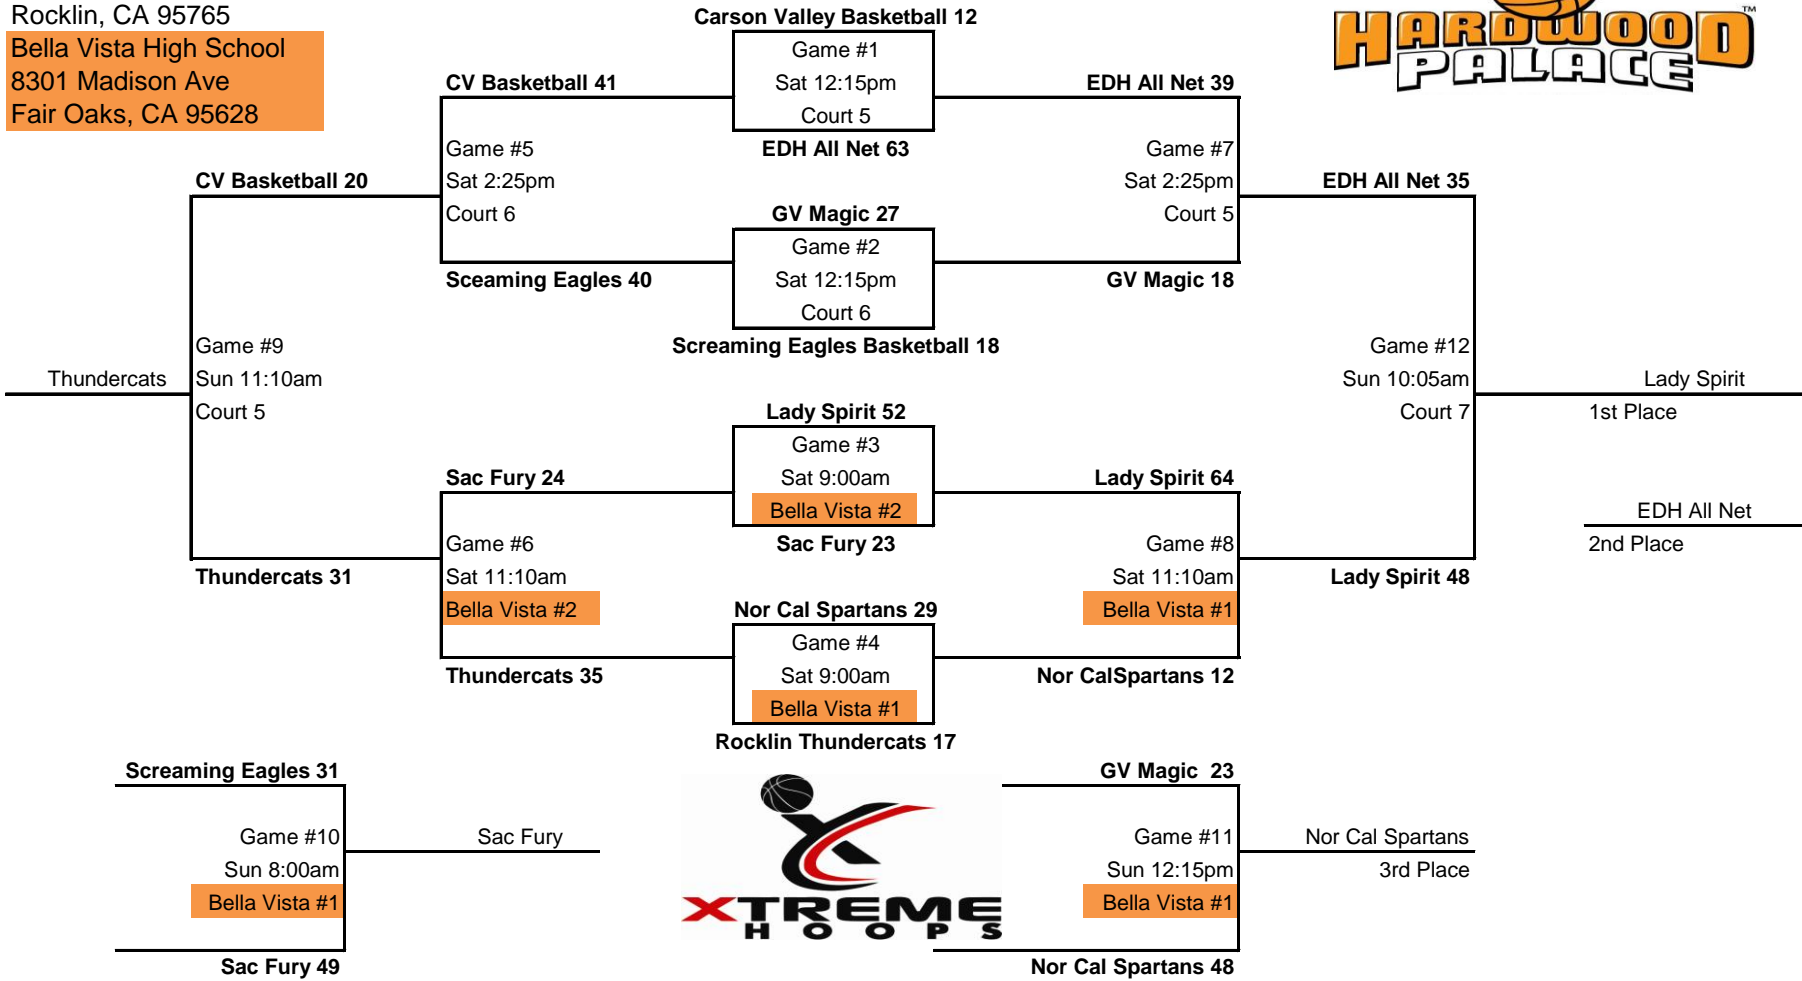 Rocklin, CA 95765
Bella Vista High School
8301 Madison Ave
Fair Oaks, CA 95628
HARDWOOD
PALACE
TM
Carson Valley Basketball 12
Game #1
Sat 12:15pm
Court 5
EDH All Net 63
GV Magic 27
Game #2
Sat 12:15pm
Court 6
Screaming Eagles Basketball 18
Lady Spirit 52
Game #3
Sat 9:00am
Bella Vista #2
Sac Fury 23
Nor Cal Spartans 29
Game #4
Sat 9:00am
Bella Vista #1
Rocklin Thundercats 17
CV Basketball 41
Game #5
Sat 2:25pm
Court 6
Sceaming Eagles 40
Sac Fury 24
Game #6
Sat 11:10am
Bella Vista #2
Thundercats 35
EDH All Net 39
Game #7
Sat 2:25pm
Court 5
GV Magic 18
Lady Spirit 64
Game #8
Sat 11:10am
Bella Vista #1
Nor CalSpartans 12
CV Basketball 20
Game #9
Sun 11:10am
Court 5
Thundercats 31
Thundercats
EDH All Net 35
Game #12
Sun 10:05am
Court 7
Lady Spirit 48
Lady Spirit
1st Place
EDH All Net
2nd Place
Screaming Eagles 31
Game #10
Sun 8:00am
Bella Vista #1
Sac Fury 49
Sac Fury
XTREME
HOOPS
GV Magic  23
Game #11
Sun 12:15pm
Bella Vista #1
Nor Cal Spartans 48
Nor Cal Spartans
3rd Place